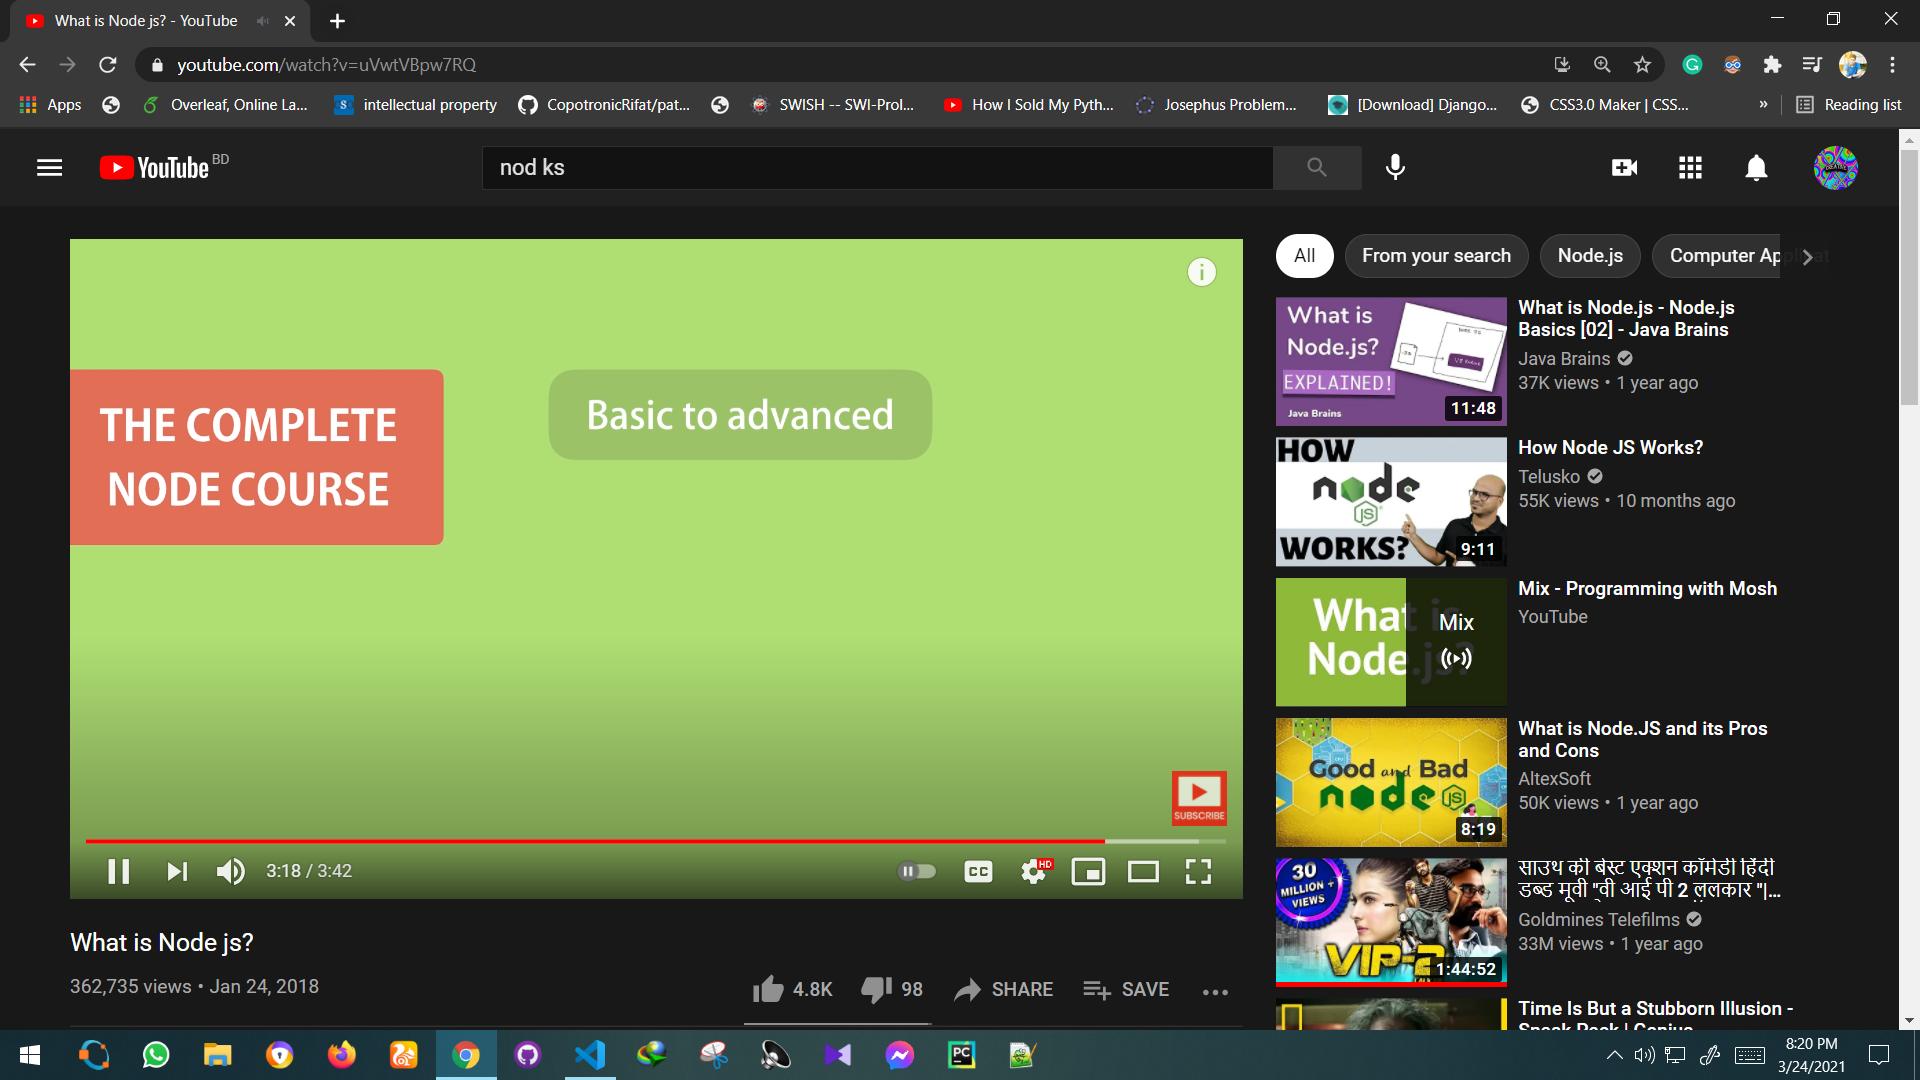 What is Node js? - YouTube
youtube.com/watch?v=uVwtVBpw7RQ
Apps
Overleaf, Online La...
intellectual property
CopotronicRifat/pat...
SWISH -- SWI-Prol...
How I Sold My Pyth...
Josephus Problem...
[Download] Django...
CSS3.0 Maker | CSS...
»
Reading list
YouTube BD
nod ks
THE COMPLETE
NODE COURSE
Basic to advanced
SUBSCRIBE
3:18 / 3:42
CC
HD
What is Node js?
362,735 views • Jan 24, 2018
4.8K
98
SHARE
SAVE
All
From your search
Node.js
Computer Applicat
What is
Node.js?
EXPLAINED!
Java Brains
11:48
What is Node.js - Node.js
Basics [02] - Java Brains
Java Brains
37K views • 1 year ago
HOW
node
JS
WORKS?
9:11
How Node JS Works?
Telusko
55K views • 10 months ago
What is
Node.js?
Mix
Mix - Programming with Mosh
YouTube
Good and Bad
node JS
8:19
What is Node.JS and its Pros
and Cons
AltexSoft
50K views • 1 year ago
30
MILLION +
VIEWS
VIP-2
1:44:52
साउथ की बेस्ट एक्शन कॉमेडी हिंदी
डब्ड मूवी "वी आई पी 2 ललकार "|...
Goldmines Telefilms
33M views • 1 year ago
Time Is But a Stubborn Illusion -
Sneak Peek | Genius
PC
8:20 PM
3/24/2021